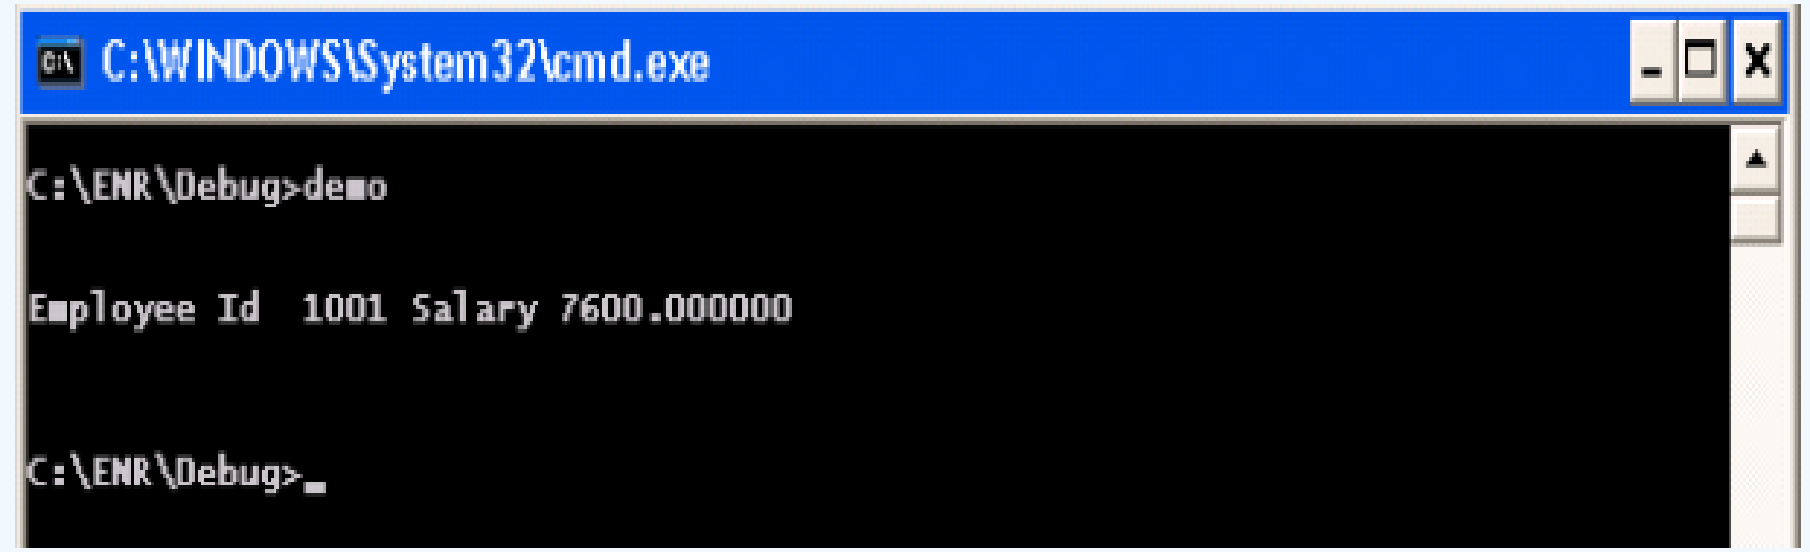 C:\WINDOWS\System32\cmd.exe
C:\ENR\Debug>demo
Employee Id  1001 Salary 7600.000000
C:\ENR\Debug>_